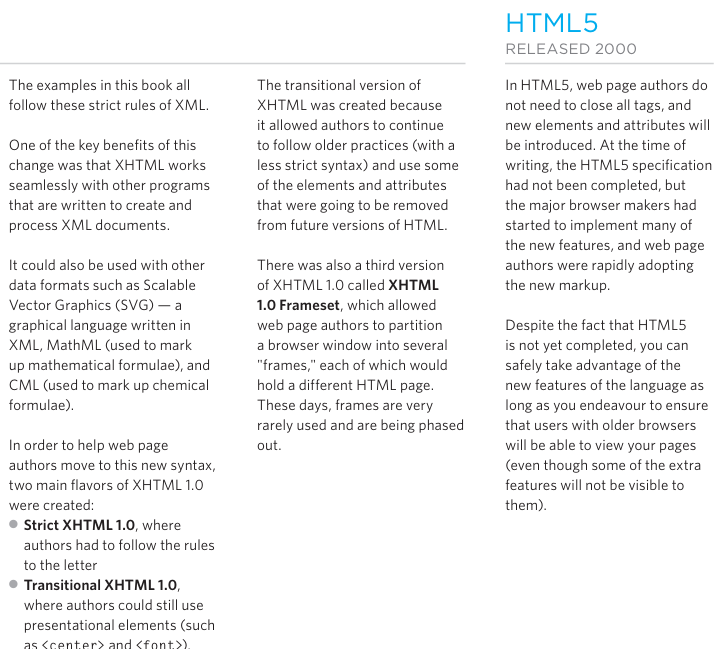 The examples in this book all
follow these strict rules of XML.
One of the key benefits of this
change was that XHTML works
seamlessly with other programs
that are written to create and
process XML documents.
It could also be used with other
data formats such as Scalable
Vector Graphics (SVG) — a
graphical language written in
XML, MathML (used to mark
up mathematical formulae), and
CML (used to mark up chemical
formulae).
In order to help web page
authors move to this new syntax,
two main flavors of XHTML 1.0
were created:
● Strict XHTML 1.0, where
authors had to follow the rules
to the letter
● Transitional XHTML 1.0,
where authors could still use
presentational elements (such
as <center> and <font>).
The transitional version of
XHTML was created because
it allowed authors to continue
to follow older practices (with a
less strict syntax) and use some
of the elements and attributes
that were going to be removed
from future versions of HTML.
There was also a third version
of XHTML 1.0 called XHTML
1.0 Frameset, which allowed
web page authors to partition
a browser window into several
"frames," each of which would
hold a different HTML page.
These days, frames are very
rarely used and are being phased
out.
HTML5
RELEASED 2000
In HTML5, web page authors do
not need to close all tags, and
new elements and attributes will
be introduced. At the time of
writing, the HTML5 specification
had not been completed, but
the major browser makers had
started to implement many of
the new features, and web page
authors were rapidly adopting
the new markup.
Despite the fact that HTML5
is not yet completed, you can
safely take advantage of the
new features of the language as
long as you endeavour to ensure
that users with older browsers
will be able to view your pages
(even though some of the extra
features will not be visible to
them).